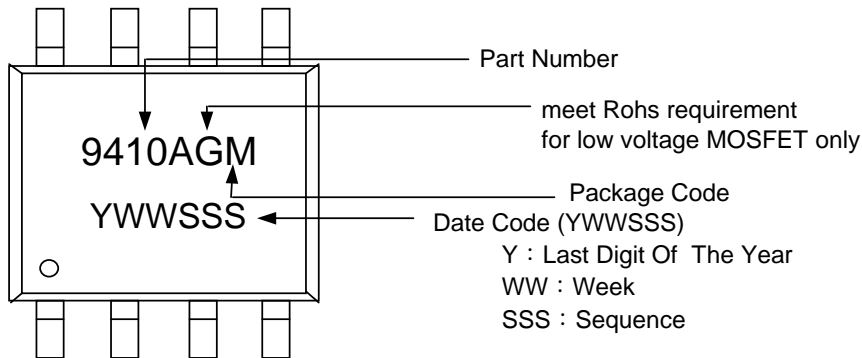 Part Number
meet Rohs requirement
for low voltage MOSFET only
9410AGM
Package Code
YWWSSS
Date Code (YWWSSS)
Y：Last Digit Of The Year
WW：Week
SSS：Sequence